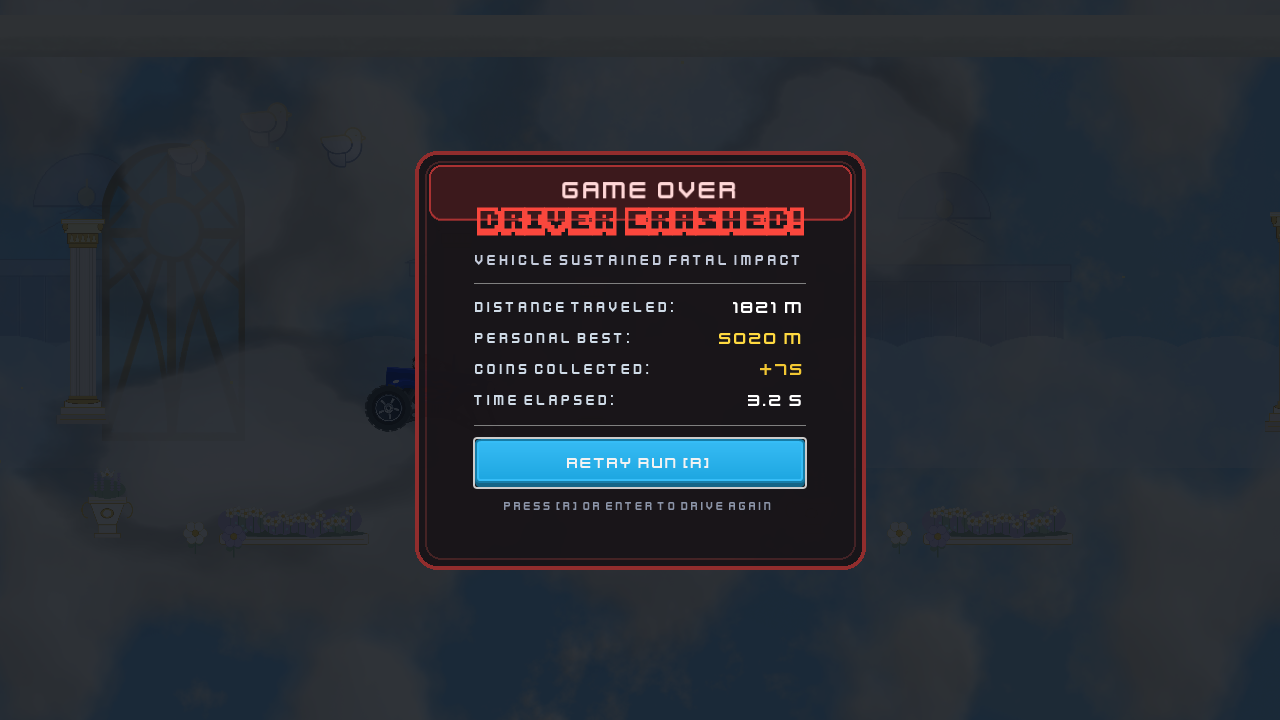 GAME OVER
DRIVER CRASHED!
VEHICLE SUSTAINED FATAL IMPACT
DISTANCE TRAVELED: 1821 M
PERSONAL BEST: 5020 M
COINS COLLECTED: +75
TIME ELAPSED: 3.2 S
RETRY RUN [R]
PRESS [R] OR ENTER TO DRIVE AGAIN